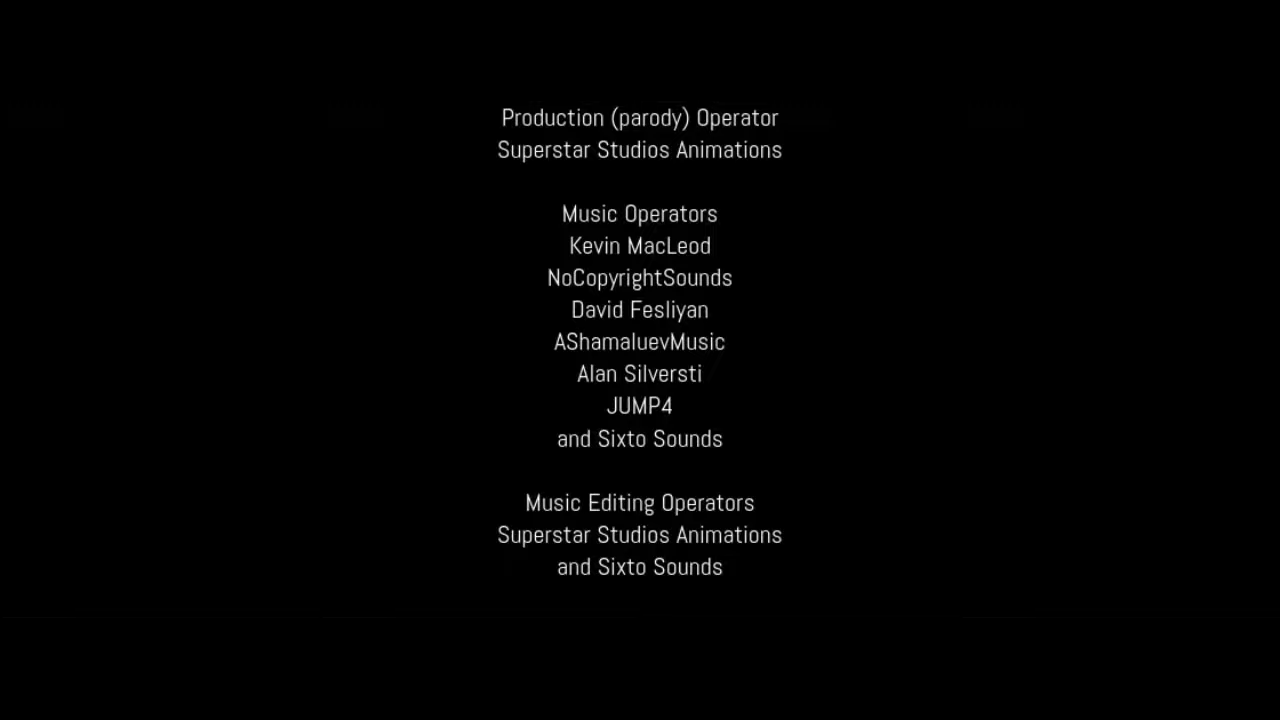 Production (parody) Operator
Superstar Studios Animations
Music Operators
Kevin MacLeod
NoCopyrightSounds
David Fesliyan
AShamaluevMusic
Alan Silversti
JUMP4
and Sixto Sounds
Music Editing Operators
Superstar Studios Animations
and Sixto Sounds